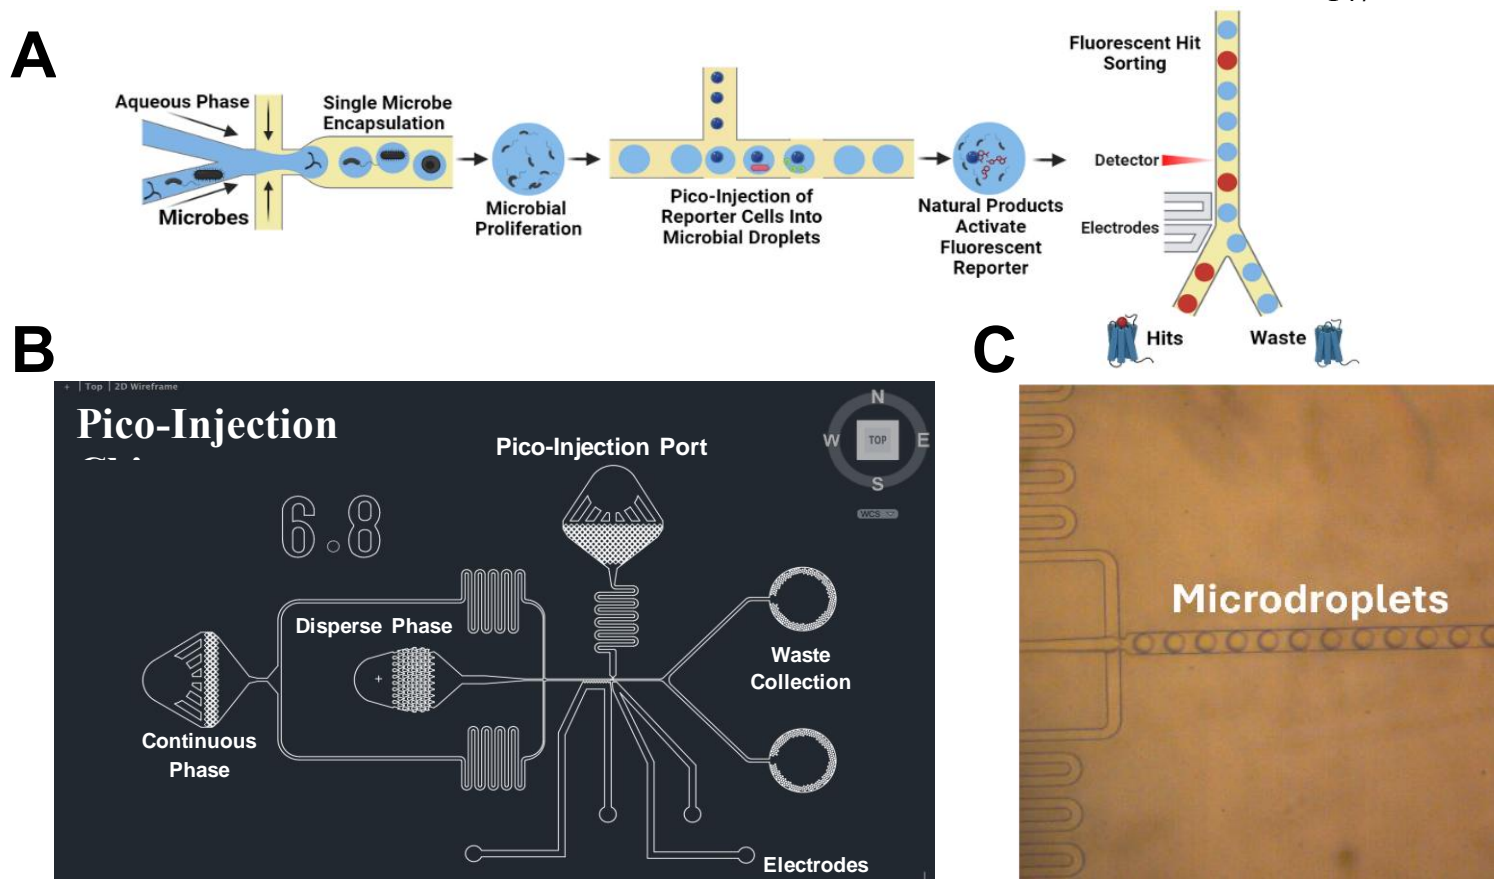 A
Aqueous Phase
Microbes
Single Microbe
Encapsulation
Microbial
Proliferation
Pico-Injection of
Reporter Cells Into
Microbial Droplets
Natural Products
Activate
Fluorescent
Reporter
Fluorescent Hit
Sorting
Detector
Electrodes
Hits
Waste
B
+ | Top | 2D Wireframe
Pico-Injection
6.8
Pico-Injection Port
N
W
TOP
E
S
WCS
Disperse Phase
Continuous
Phase
Waste
Collection
Electrodes
C
Microdroplets